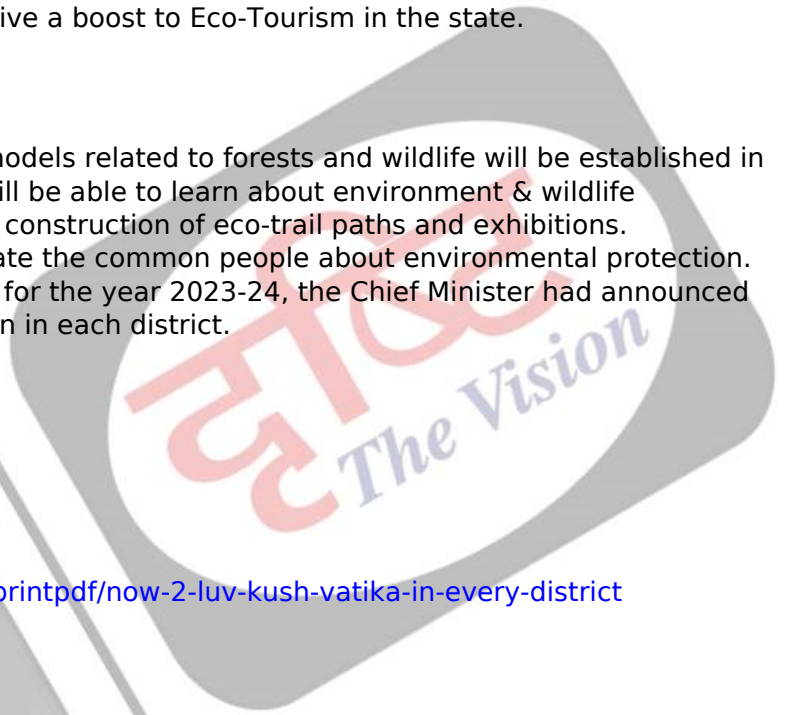 ive a boost to Eco-Tourism in the state.
nodels related to forests and wildlife will be established in
ill be able to learn about environment & wildlife
construction of eco-trail paths and exhibitions.
ate the common people about environmental protection.
for the year 2023-24, the Chief Minister had announced
n in each district.
दृष्टि
The Vision
printpdf/now-2-luv-kush-vatika-in-every-district